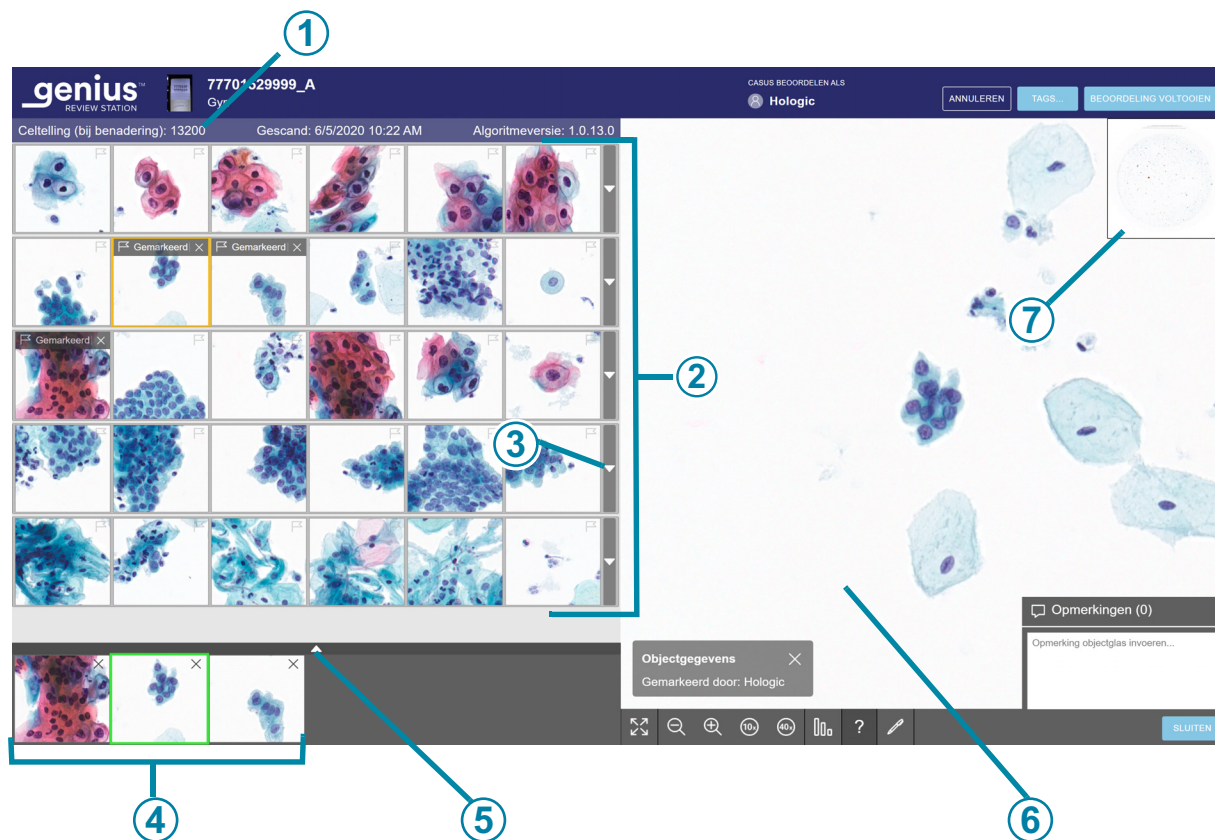 1
genius™
REVIEW STATION
77701529999_A
CASUS BEOORDELEN ALS
Hologic
ANNULEREN
TAGS...
BEOORDELING VOLTOOIEN
Celtelling (bij benadering): 13200
Gescand: 6/5/2020 10:22 AM
Algoritmeversie: 1.0.13.0
Gemarkeerd
Gemarkeerd
Gemarkeerd
7
2
3
Opmerkingen (0)
Opmerking objectglas invoeren...
Objectgegevens
Gemarkeerd door: Hologic
10x
40x
?
SLUITEN
4
5
6